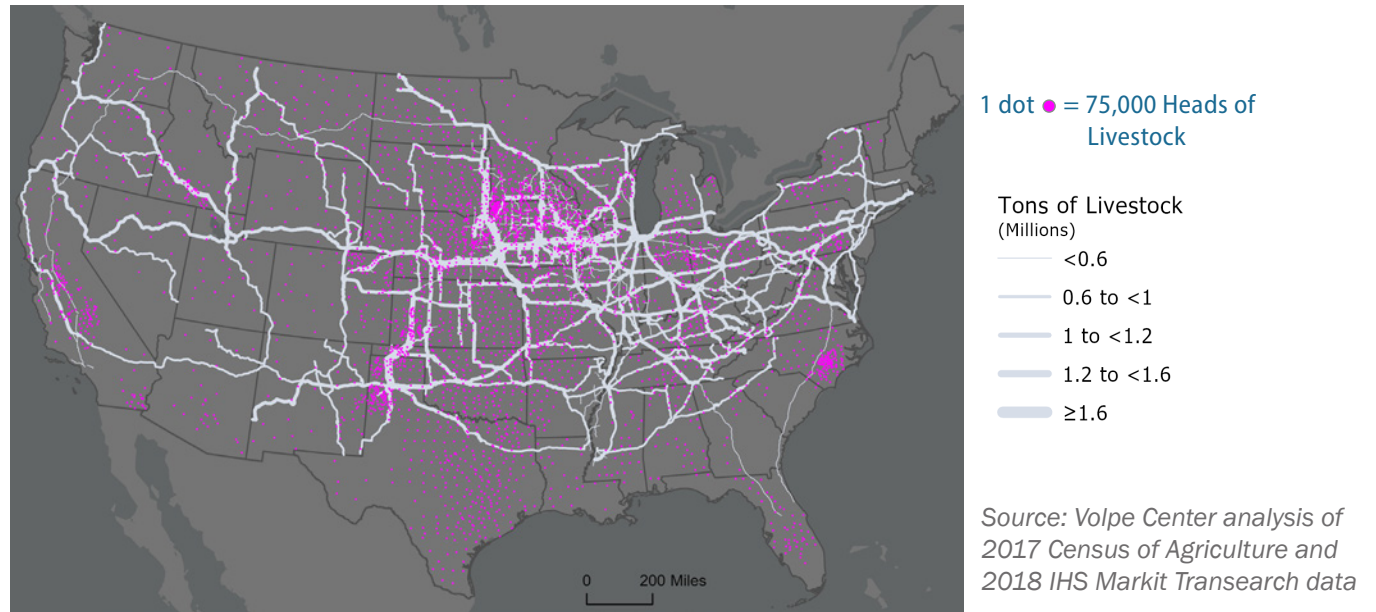 1 dot = 75,000 Heads of
Livestock
Tons of Livestock
(Millions)
<0.6
0.6 to <1
1 to <1.2
1.2 to <1.6
≥1.6
0 200 Miles
Source: Volpe Center analysis of
2017 Census of Agriculture and
2018 IHS Markit Transearch data